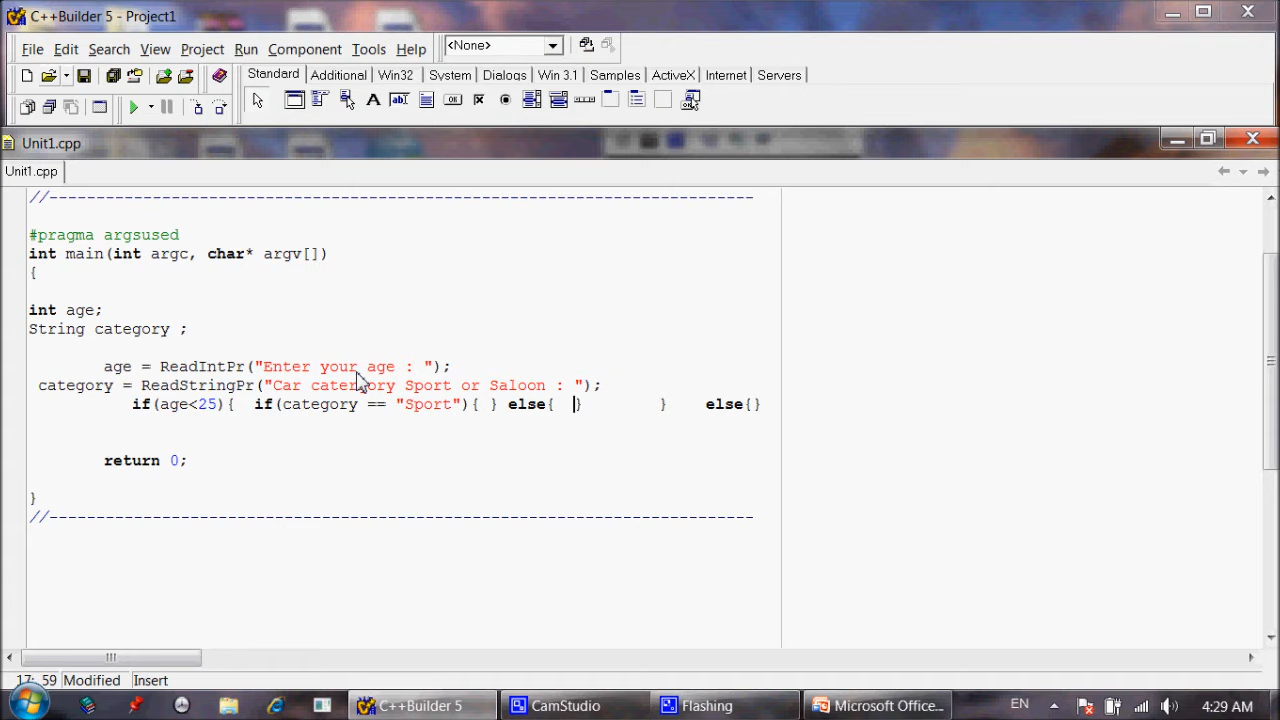 C++Builder 5 - Project1
File Edit Search View Project Run Component Tools Help <None>
Standard Additional Win32 System Dialogs Win 3.1 Samples ActiveX Internet Servers
Unit1.cpp
Unit1.cpp
//---------------------------------------------------------------------------
#pragma argsused
int main(int argc, char* argv[])
{
int age;
String category ;
age = ReadIntPr("Enter your age : ");
category = ReadStringPr("Car catergory Sport or Saloon : ");
if(age<25){ if(category == "Sport"){ } else{ } } else{}
return 0;
}
//---------------------------------------------------------------------------
17: 59 Modified Insert
C++Builder 5 CamStudio Flashing Microsoft Office... EN 4:29 AM